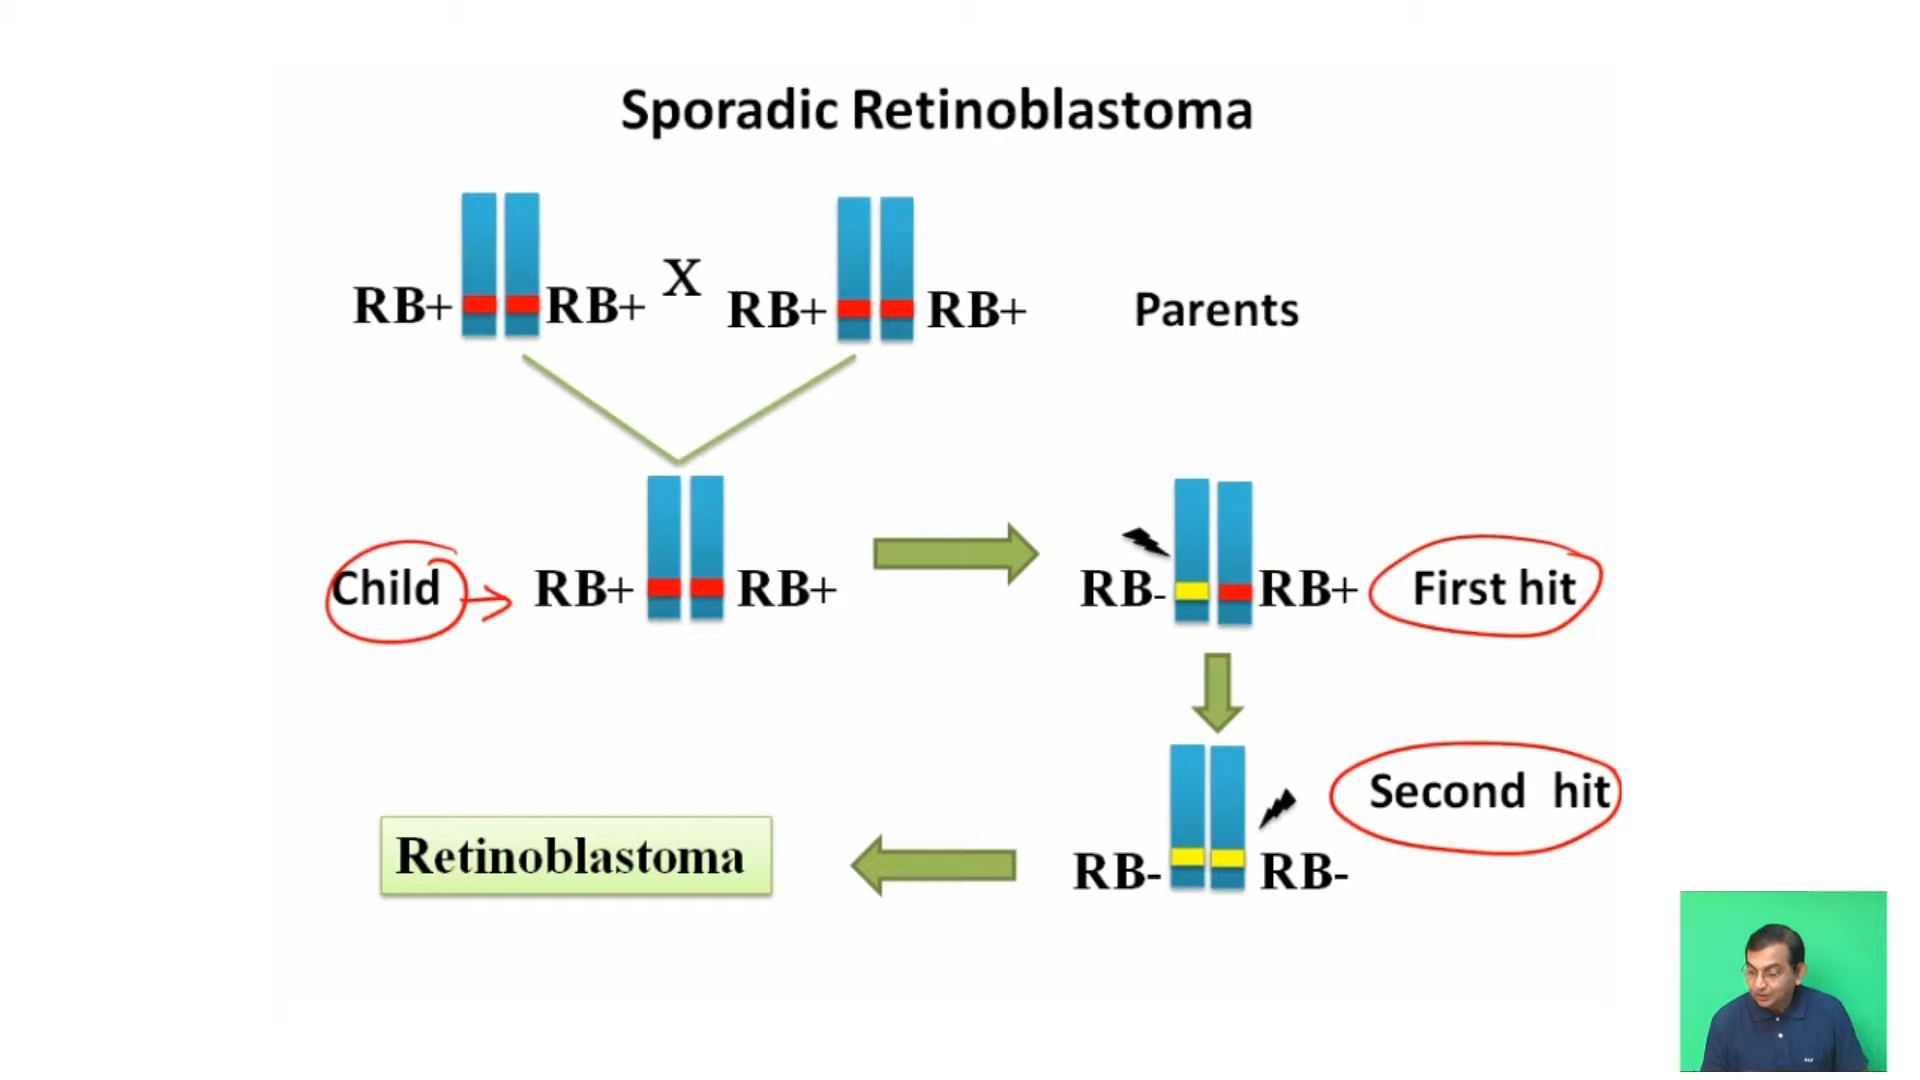 Sporadic Retinoblastoma
RB+ RB+ X RB+ RB+ Parents
Child RB+ RB+ RB- RB+ First hit
Second hit
RB- RB-
Retinoblastoma